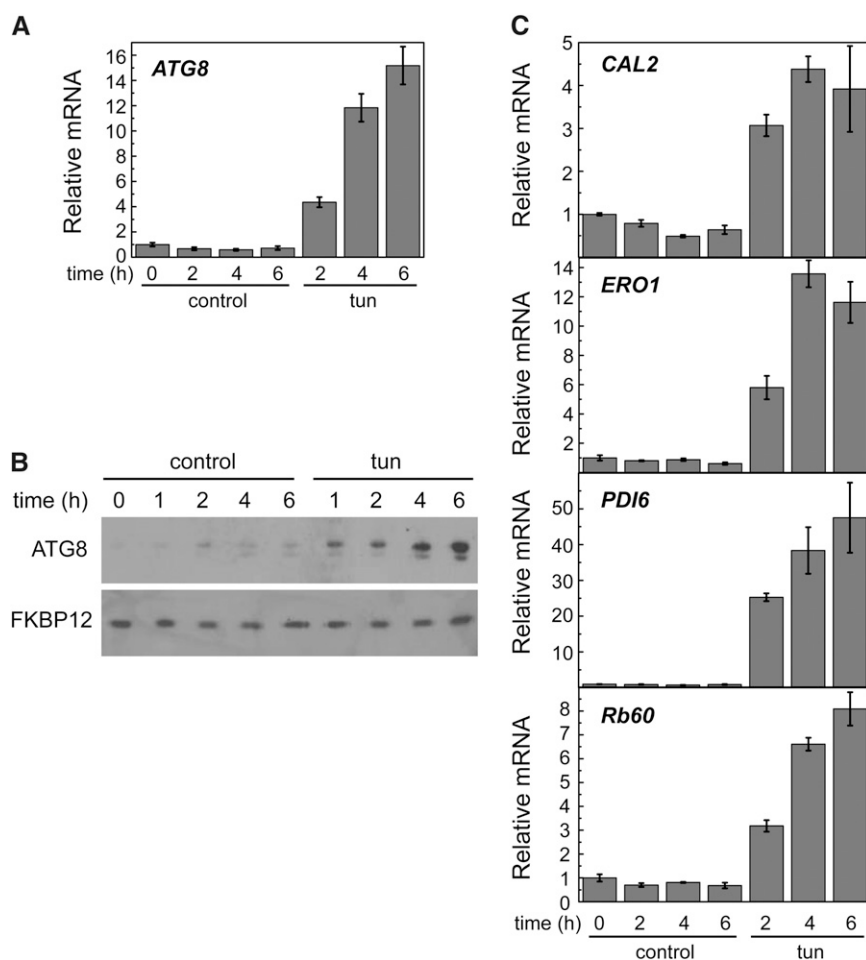 A
Relative mRNA
ATG8
16
14
12
10
8
6
4
2
0
time (h) 0 2 4 6 2 4 6
control tun
B
control tun
time (h) 0 1 2 4 6 1 2 4 6
ATG8
FKBP12
C
Relative mRNA
CAL2
5
4
3
2
1
Relative mRNA
ERO1
14
12
10
8
6
4
2
Relative mRNA
PDI6
50
40
30
20
10
Relative mRNA
Rb60
8
7
6
5
4
3
2
1
0
time (h) 0 2 4 6 2 4 6
control tun